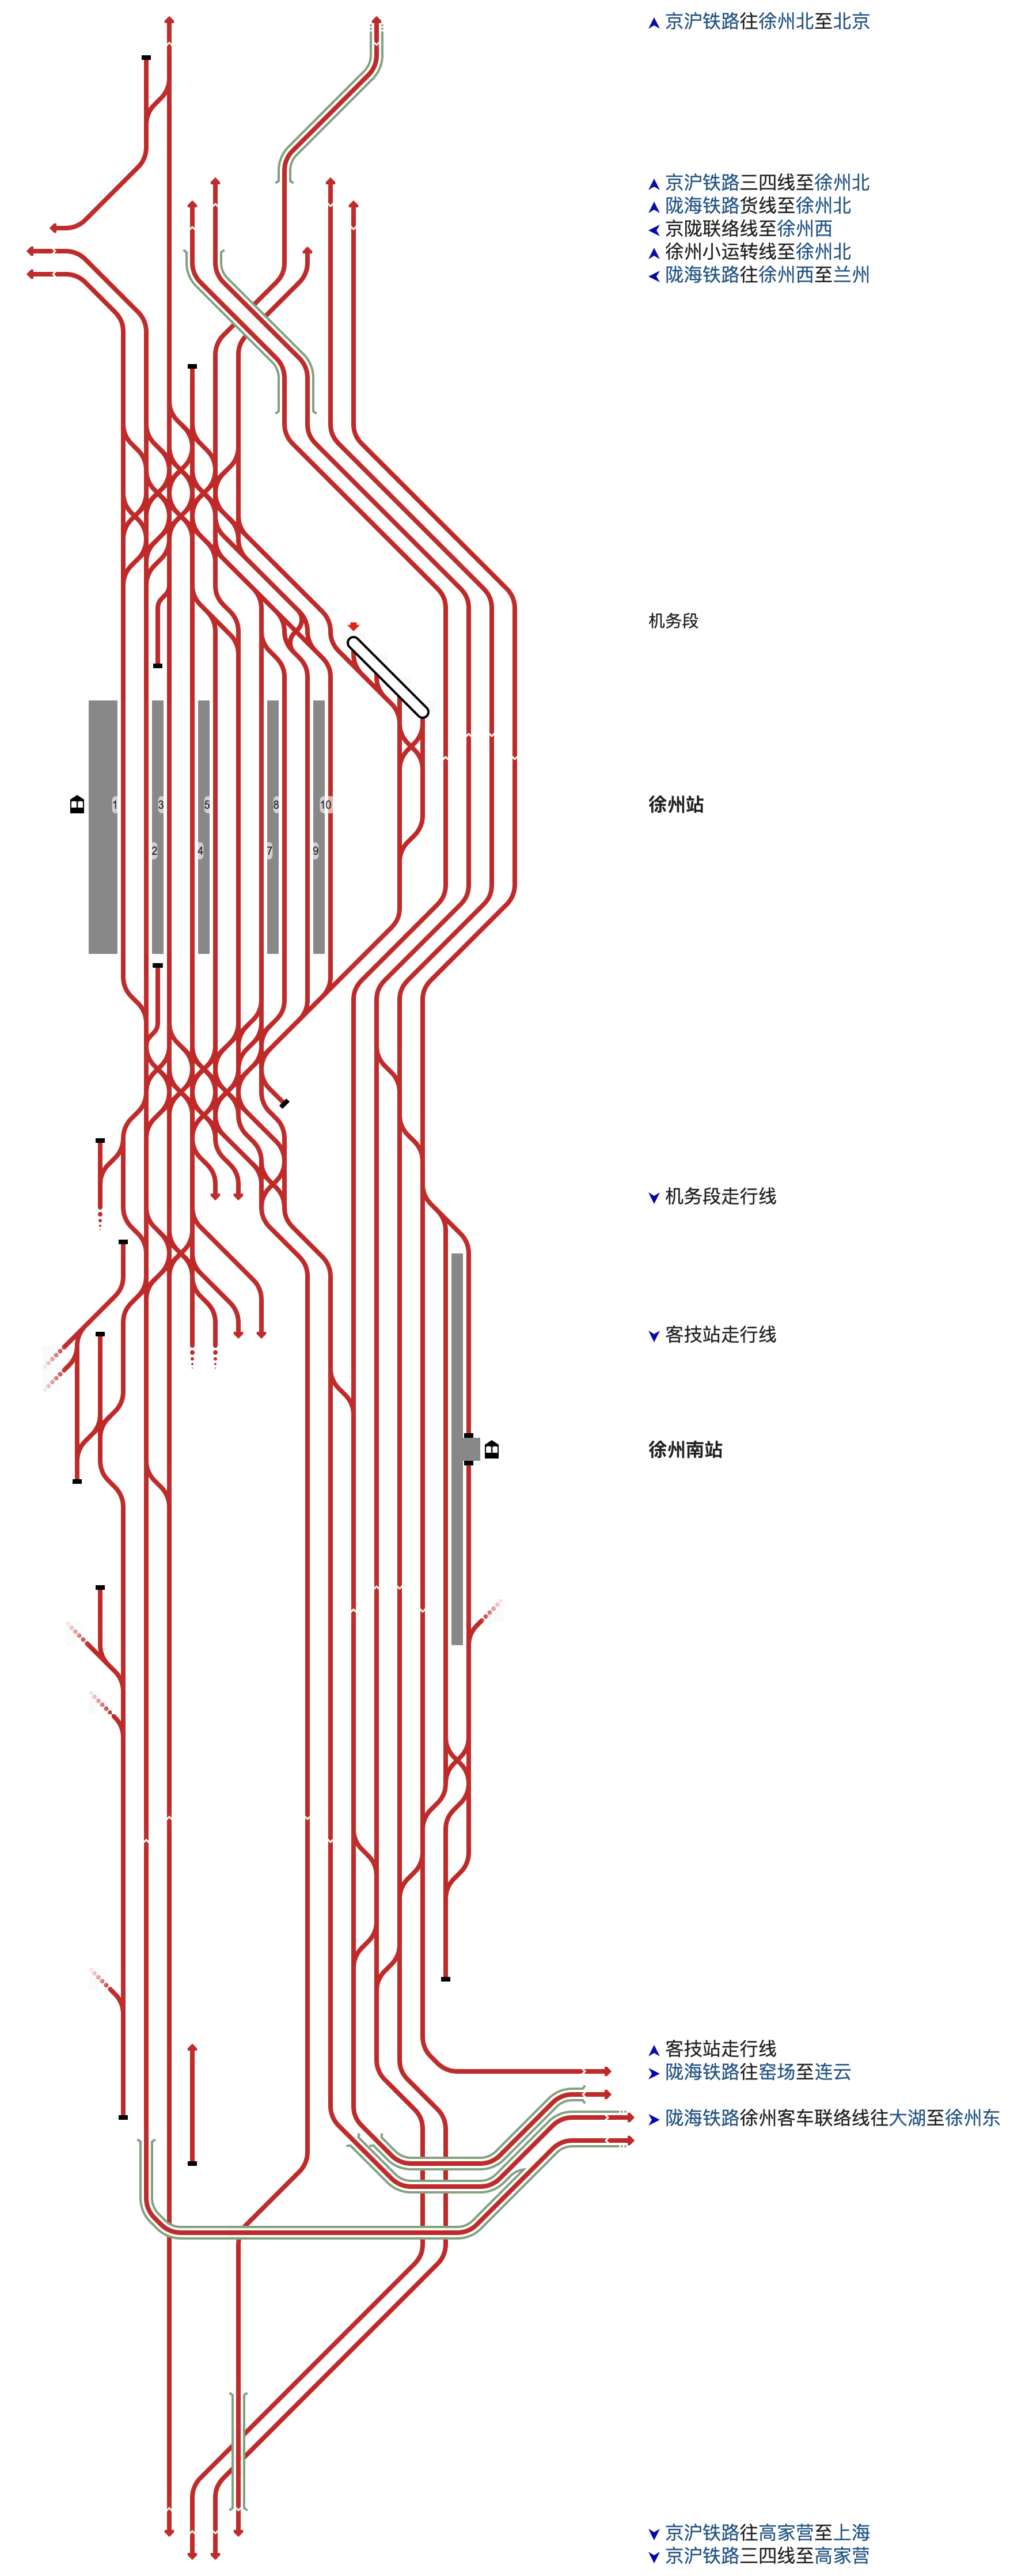 京沪铁路往徐州北至北京
京沪铁路三四线至徐州北
陇海铁路货线至徐州北
京陇联络线至徐州西
徐州小运转线至徐州北
陇海铁路往徐州西至兰州
机务段
1
3
5
8
10
徐州站
2
4
7
9
机务段走行线
客技站走行线
徐州南站
客技站走行线
陇海铁路往窑场至连云
陇海铁路徐州客车联络线往大湖至徐州东
京沪铁路往高家营至上海
京沪铁路三四线至高家营